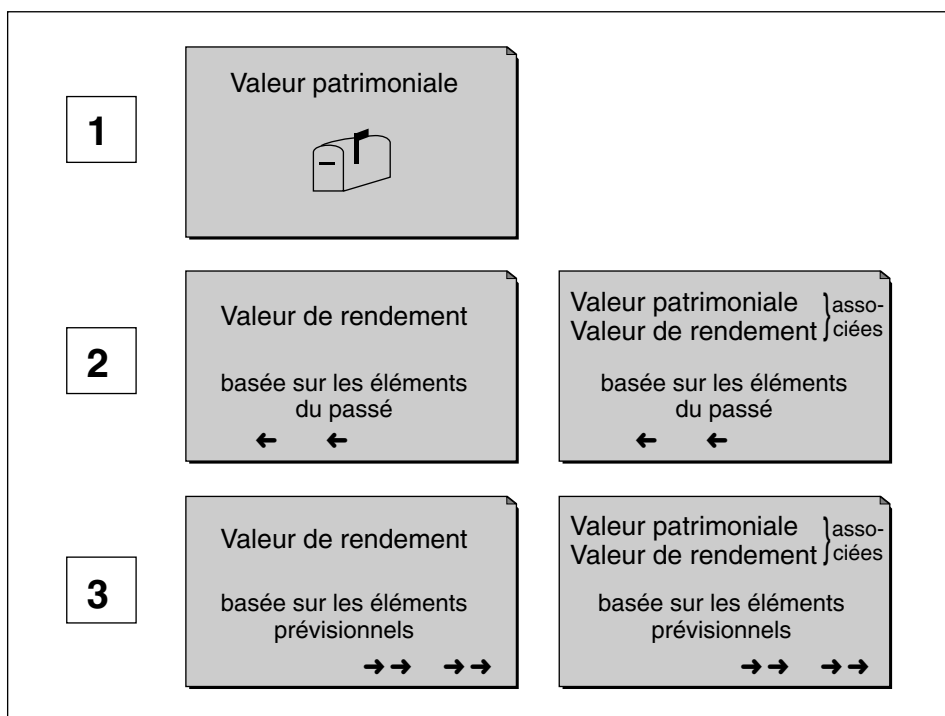 1
Valeur patrimoniale
2
Valeur de rendement
basée sur les éléments
du passé
Valeur patrimoniale
Valeur de rendement
asso-
ciées
basée sur les éléments
du passé
3
Valeur de rendement
basée sur les éléments
prévisionnels
Valeur patrimoniale
Valeur de rendement
asso-
ciées
basée sur les éléments
prévisionnels